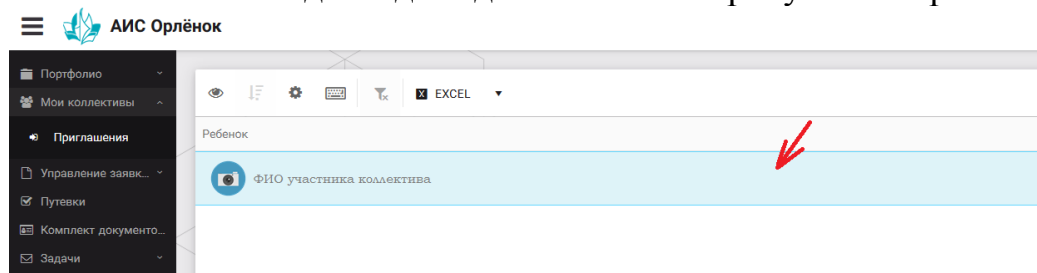 АИС Орлёнок
Портфолио
Мои коллективы
EXCEL
Приглашения
Ребенок
Управление заявк...
ФИО участника коллектива
Путевки
Комплект документо...
Задачи